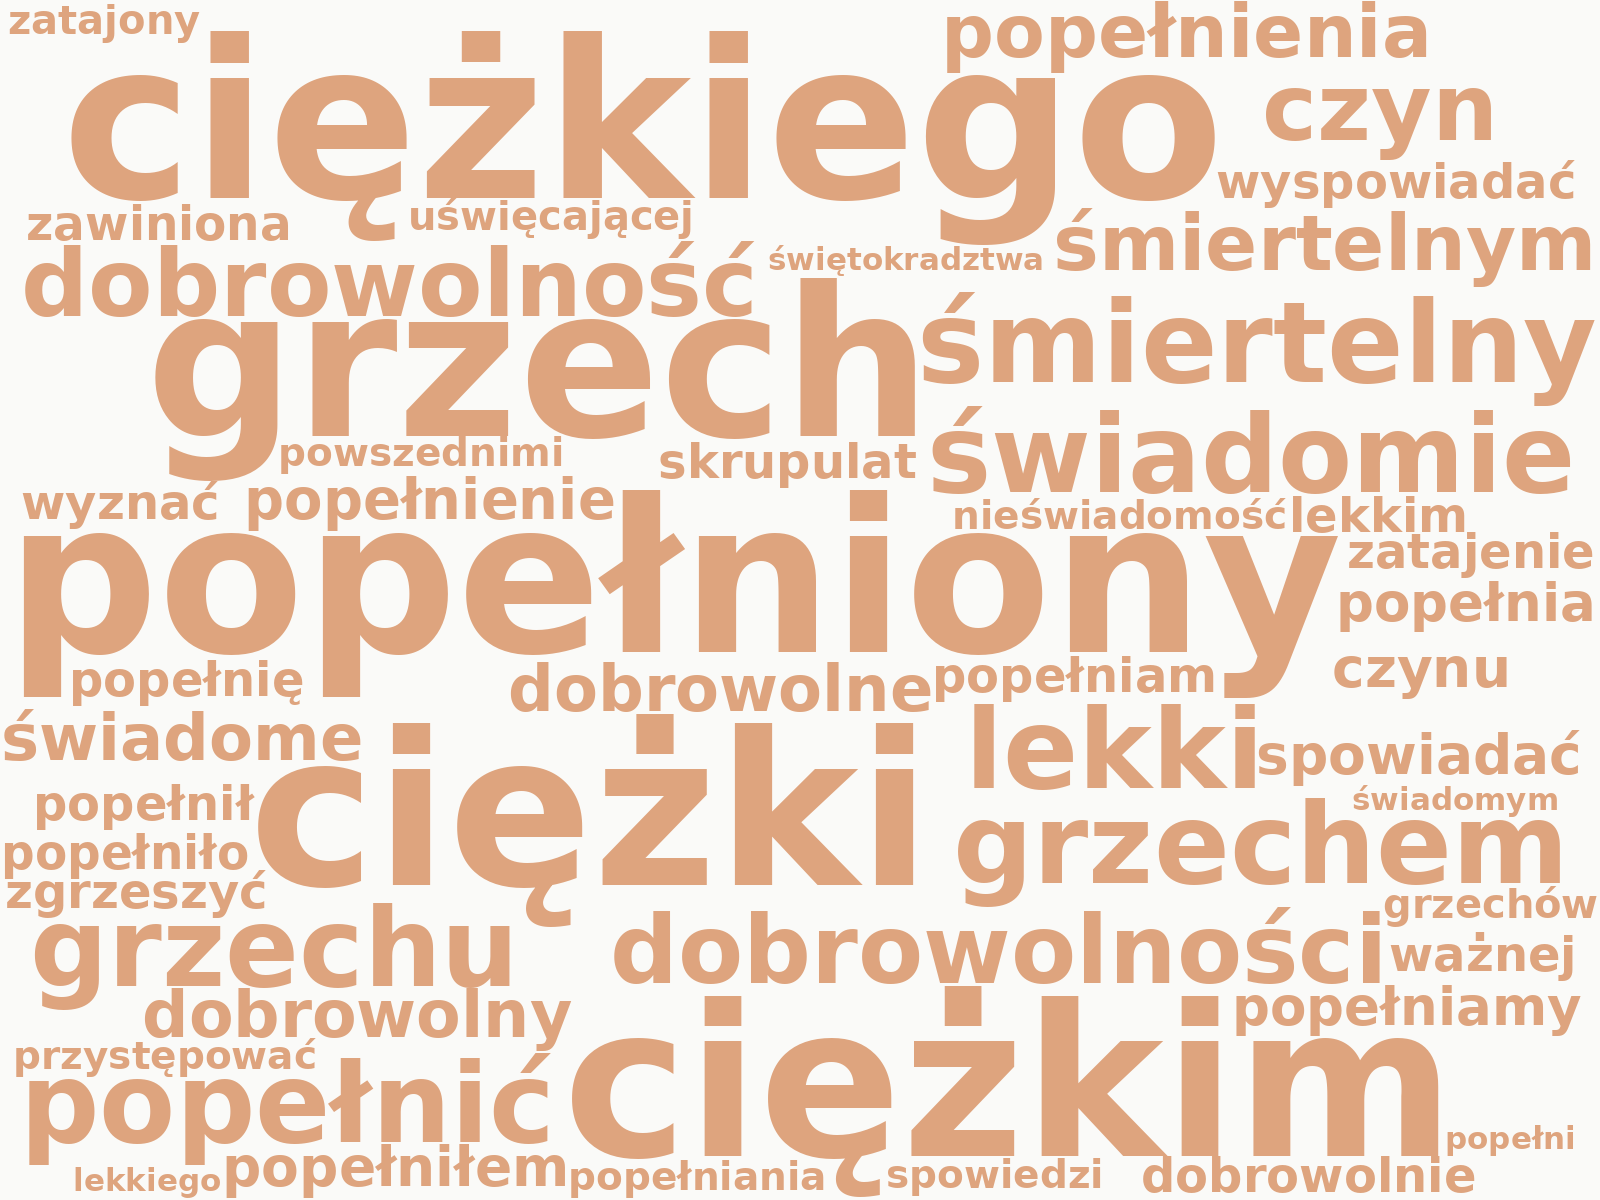 zatajony
popełnienia
ciężkiego
czyn
wyspowiadać
zawiniona
uświęcającej
śmiertelnym
dobrowolność
świętokradztwa
grzech
śmiertelny
świadomie
powszednimi
skrupulat
wyznać
popełnienie
nieświadomość
lekkim
popełniony
zatajenie
popełnia
popełnię
dobrowolne
popełniam
czynu
świadome
ciężki
lekki
spowiadać
popełnił
świadomym
popełniło
grzechem
zgrzeszyć
grzechów
grzechu
dobrowolności
ważnej
dobrowolny
ciężkim
popełniamy
przystępować
popełnić
popełni
lekkiego
popełniłem
popełniania
spowiedzi
dobrowolnie